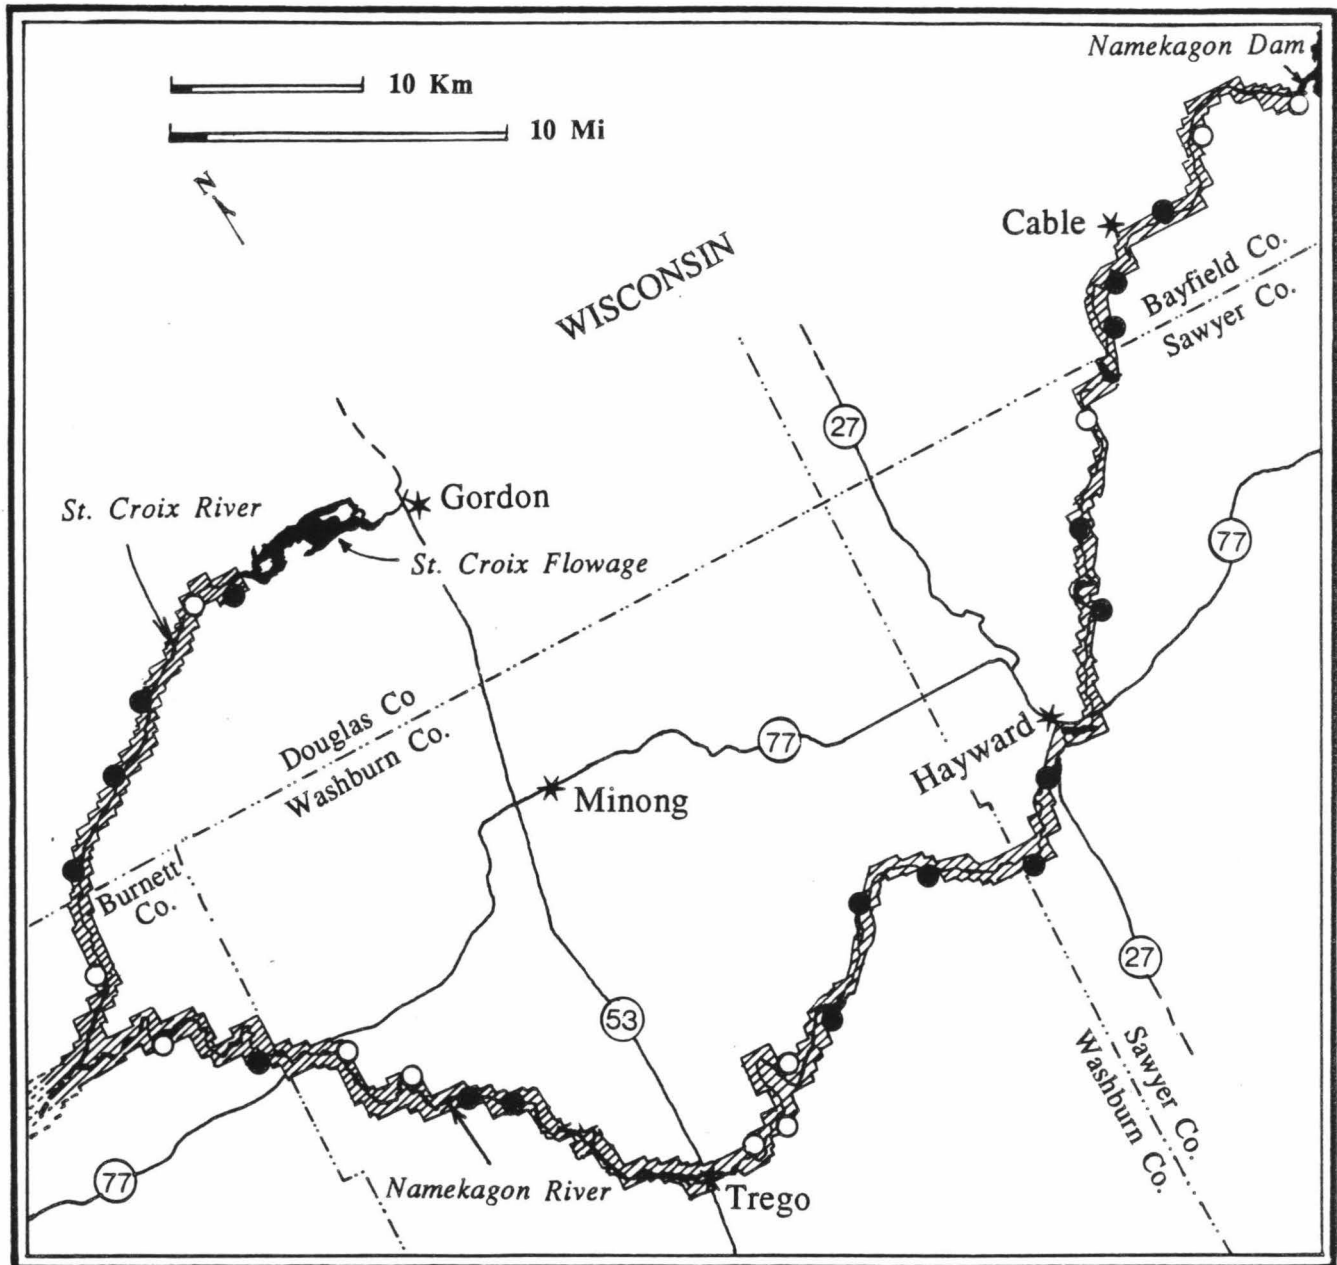 Namekagon Dam
10 Km
10 Mi
N
Cable
WISCONSIN
Bayfield Co.
Sawyer Co.
27
St. Croix River
Gordon
St. Croix Flowage
77
Douglas Co
Washburn Co.
77
Hayward
Minong
Burnett
Co.
27
53
Sawyer Co.
Washburn Co.
77
Namekagon River
Trego